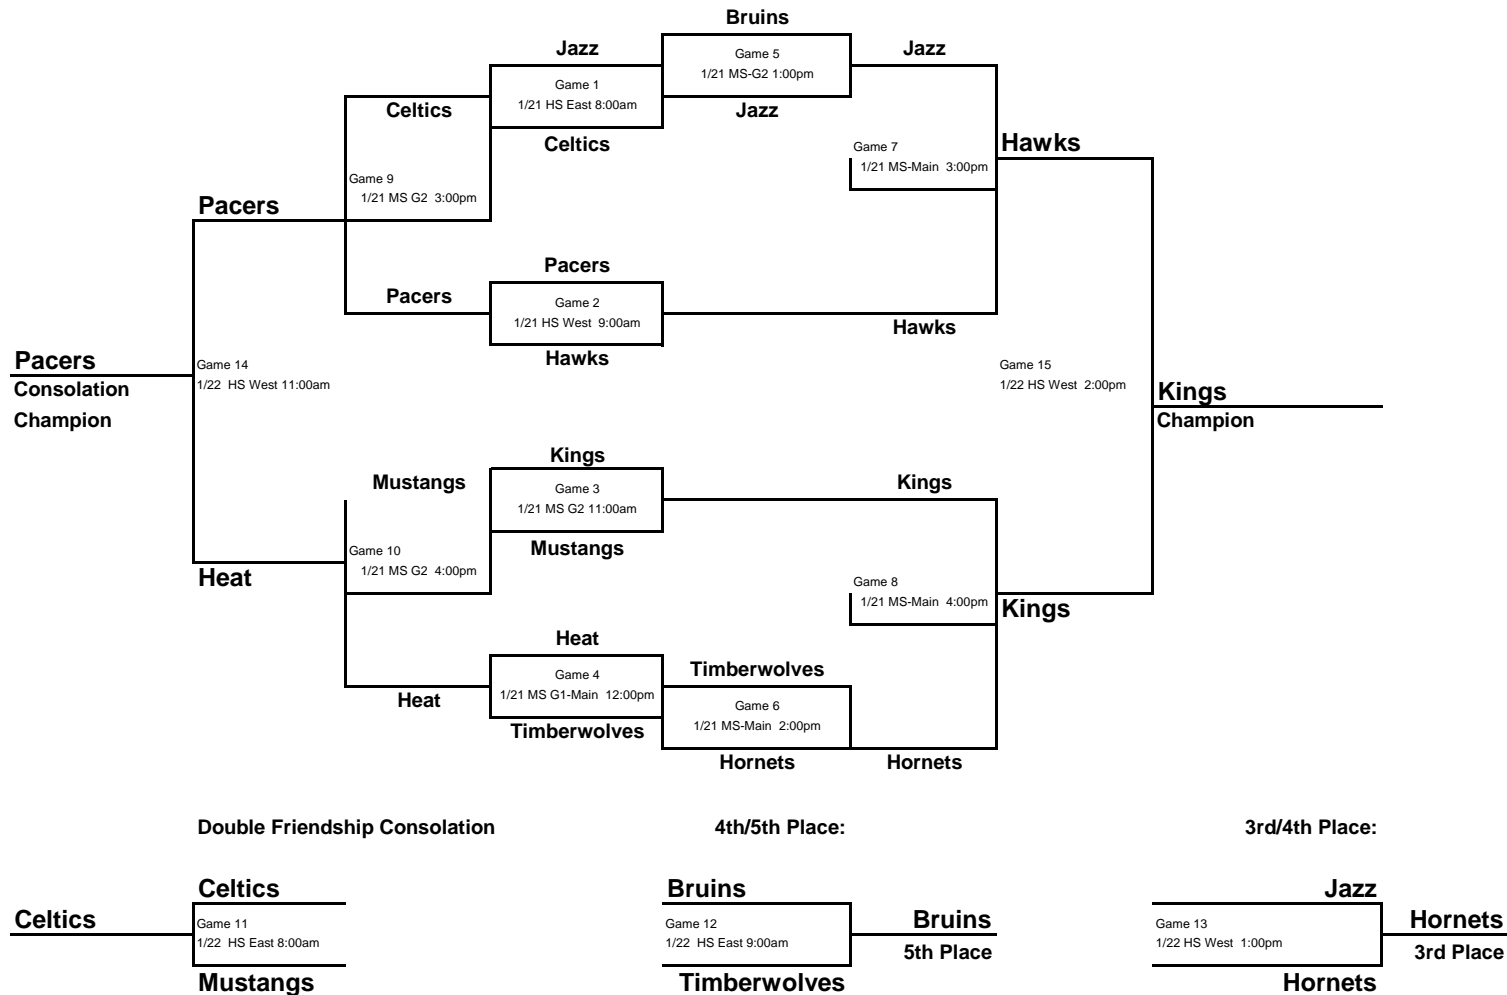 Bruins
Jazz
Game 5
Jazz
1/21 MS-G2 1:00pm
Game 1
1/21 HS East 8:00am
Celtics
Jazz
Celtics
Game 7
Hawks
1/21 MS-Main 3:00pm
Game 9
1/21 MS G2 3:00pm
Pacers
Pacers
Pacers
Game 2
1/21 HS West 9:00am
Hawks
Hawks
Pacers
Game 14
Game 15
Consolation
1/22 HS West 11:00am
1/22 HS West 2:00pm
Kings
Champion
Champion
Kings
Mustangs
Kings
Game 3
1/21 MS G2 11:00am
Mustangs
Game 10
1/21 MS G2 4:00pm
Heat
Game 8
1/21 MS-Main 4:00pm
Kings
Heat
Timberwolves
Game 4
1/21 MS G1-Main 12:00pm
Heat
Game 6
1/21 MS-Main 2:00pm
Timberwolves
Hornets
Hornets
Double Friendship Consolation
4th/5th Place:
3rd/4th Place:
Celtics
Bruins
Jazz
Celtics
Game 11
1/22 HS East 8:00am
Game 12
1/22 HS East 9:00am
Bruins
5th Place
Game 13
1/22 HS West 1:00pm
Hornets
3rd Place
Mustangs
Timberwolves
Hornets